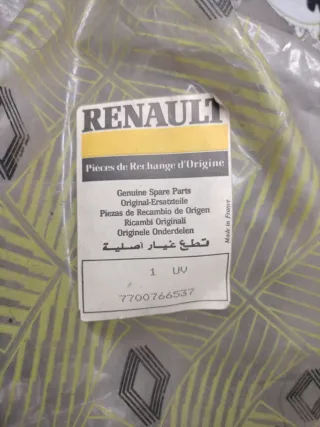 RENAULT
Pièces de Rechange d'Origine
Genuine Spare Parts
Original-Ersatzteile
Piezas de Recambio de Origen
Ricambi Originali
Originele Onderdelen
قطع غيار أصلية
Made in France
1 UV
7700766537